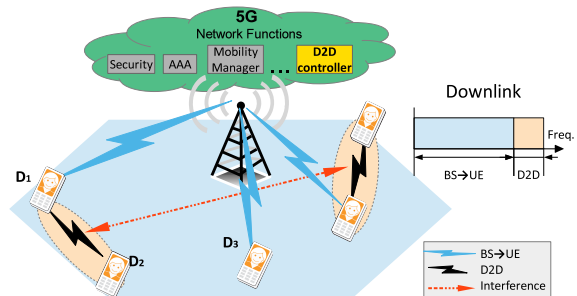 5G
Network Functions
Security
AAA
Mobility
Manager
...
D2D
controller
Downlink
Freq.
BS→UE
D2D
D1
D2
D3
BS→UE
D2D
Interference